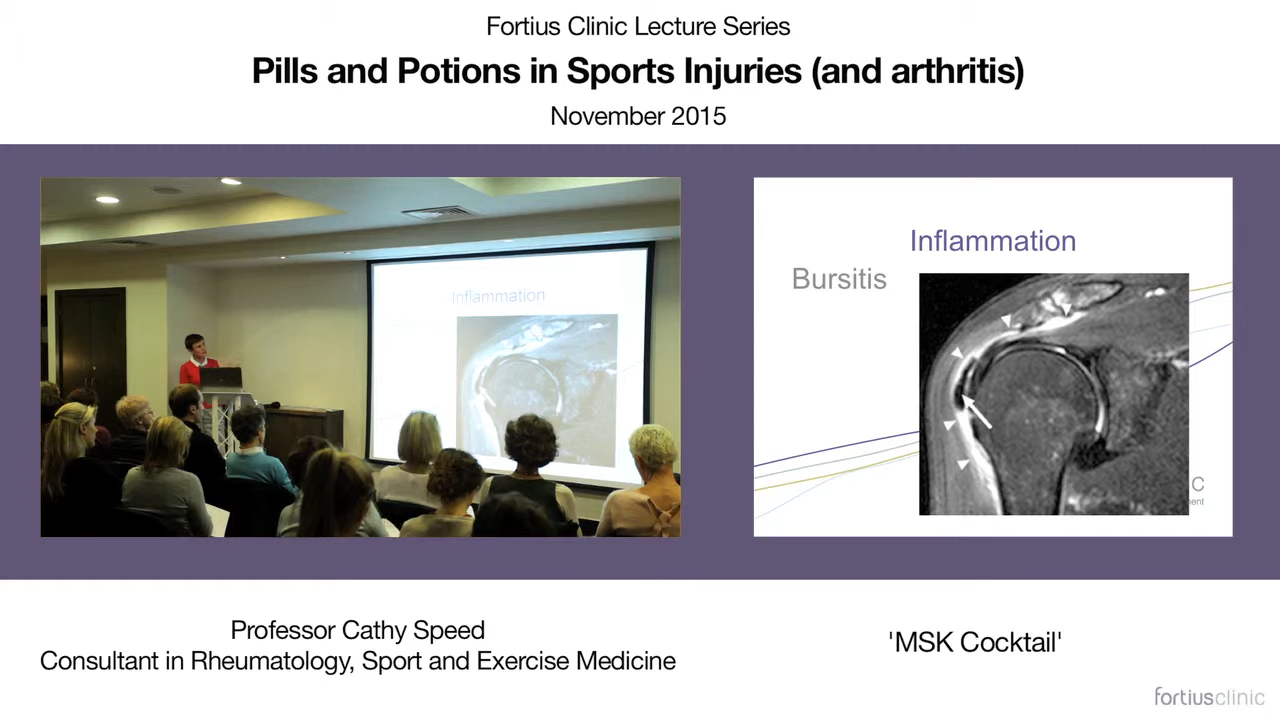 Fortius Clinic Lecture Series
Pills and Potions in Sports Injuries (and arthritis)
November 2015
Inflammation
Inflammation
Bursitis
C
ent
Professor Cathy Speed
Consultant in Rheumatology, Sport and Exercise Medicine
'MSK Cocktail'
fortiusclinic